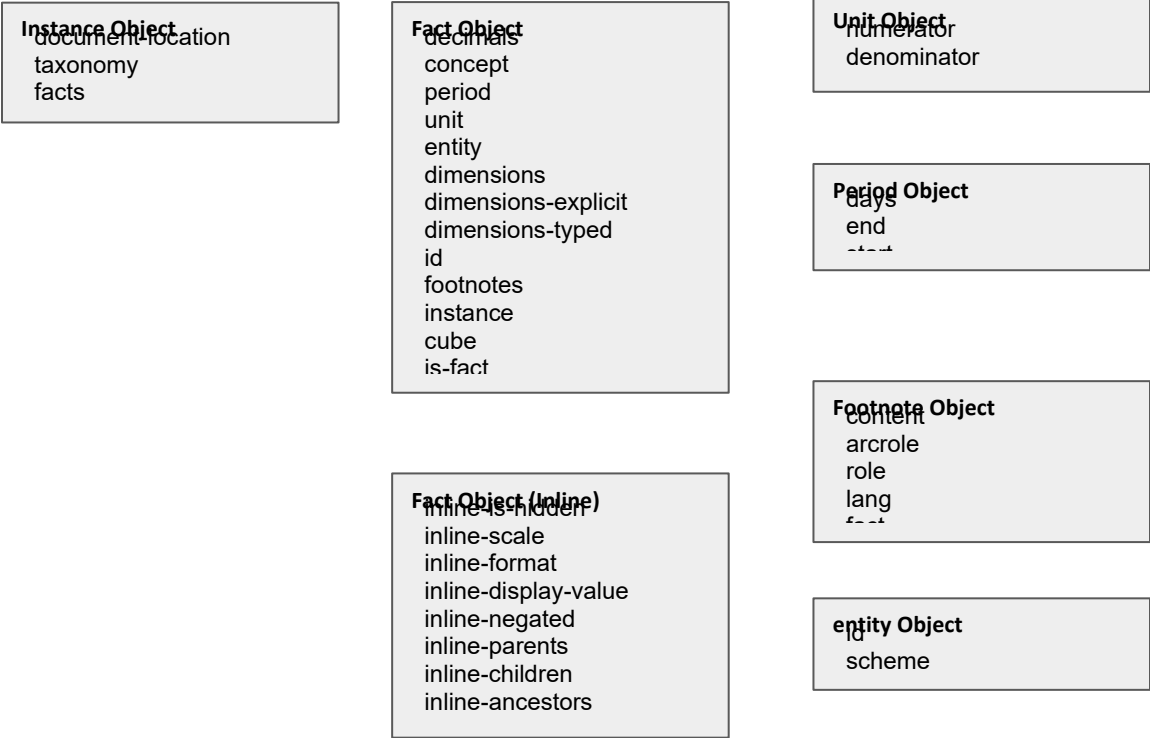 Instance Object
document-location
taxonomy
facts
Fact Object
decimals
concept
period
unit
entity
dimensions
dimensions-explicit
dimensions-typed
id
footnotes
instance
cube
is-fact
Fact Object (Inline)
inline-is-hidden
inline-scale
inline-format
inline-display-value
inline-negated
inline-parents
inline-children
inline-ancestors
Unit Object
numerator
denominator
Period Object
days
end
start
Footnote Object
content
arcrole
role
lang
fact
entity Object
id
scheme